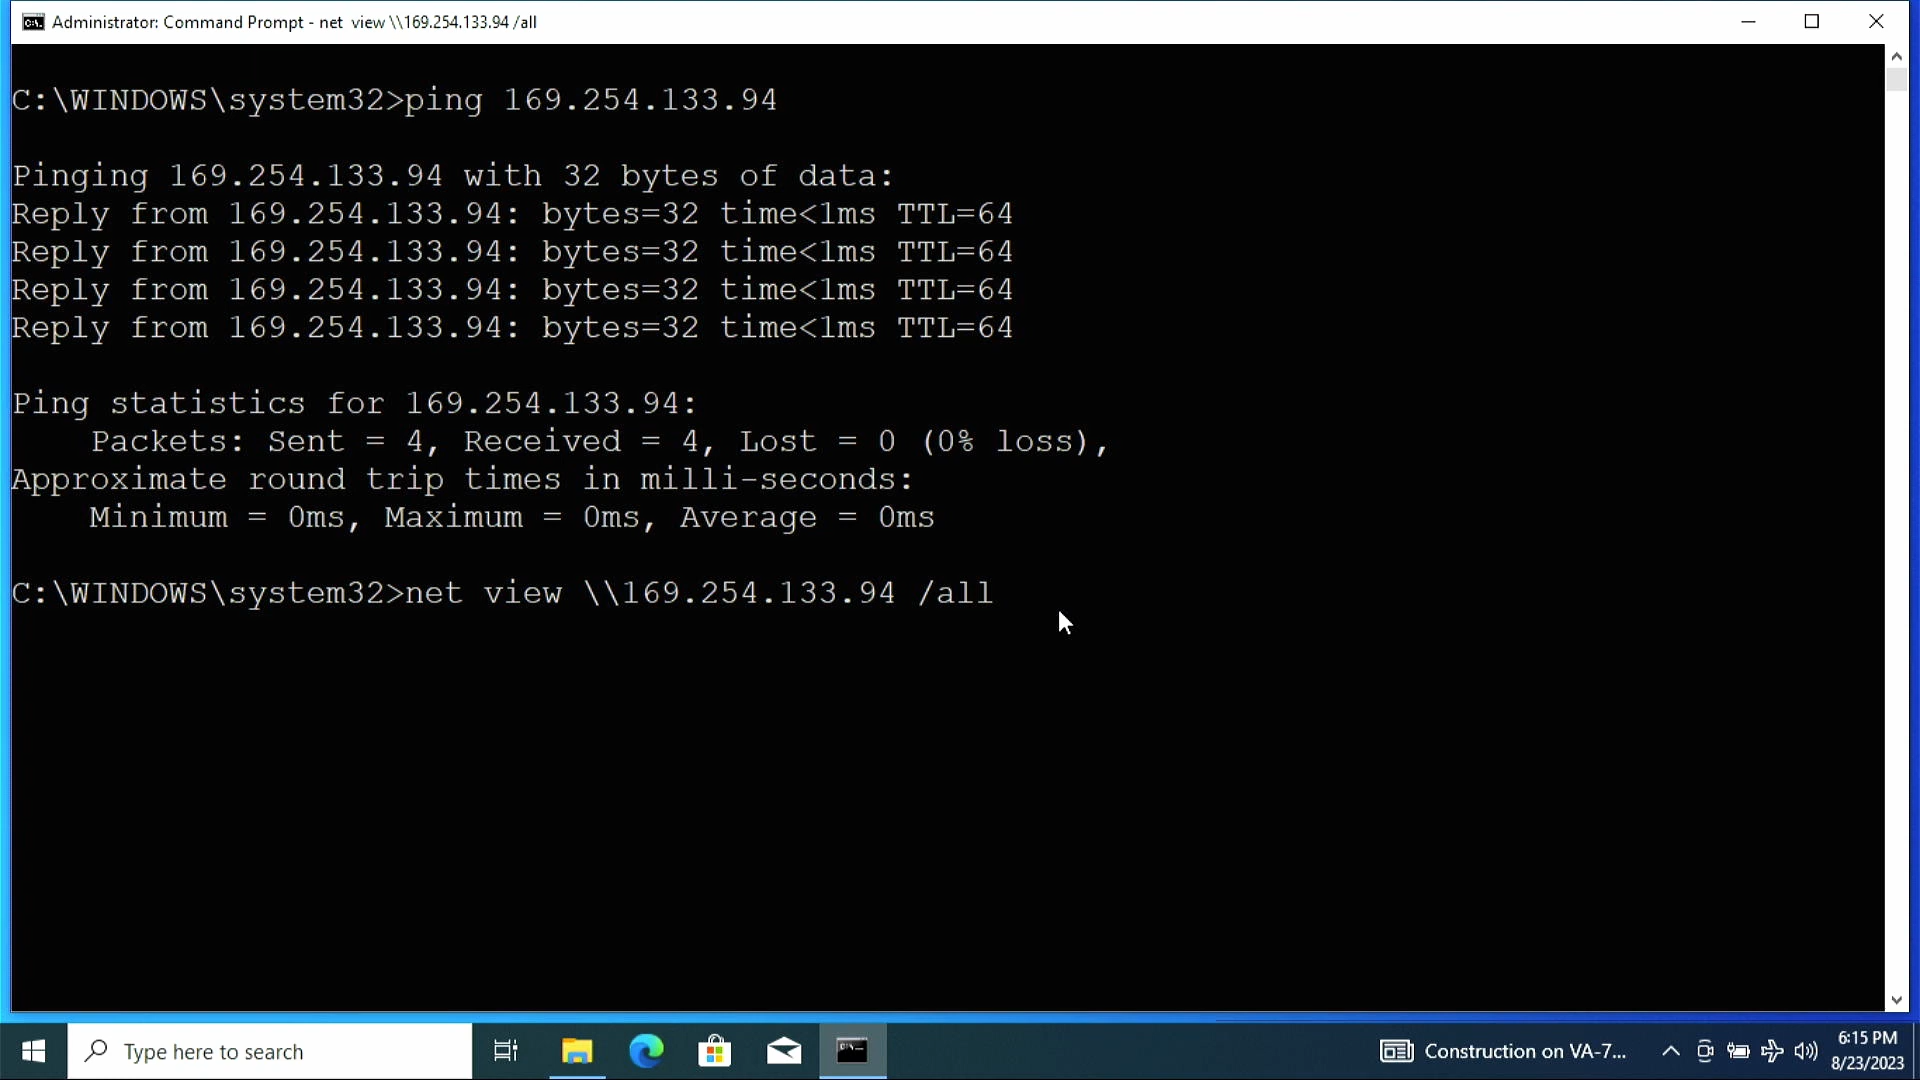 Administrator: Command Prompt - net  view \\169.254.133.94 /all
C:\WINDOWS\system32>ping 169.254.133.94
Pinging 169.254.133.94 with 32 bytes of data:
Reply from 169.254.133.94: bytes=32 time<1ms TTL=64
Reply from 169.254.133.94: bytes=32 time<1ms TTL=64
Reply from 169.254.133.94: bytes=32 time<1ms TTL=64
Reply from 169.254.133.94: bytes=32 time<1ms TTL=64
Ping statistics for 169.254.133.94:
    Packets: Sent = 4, Received = 4, Lost = 0 (0% loss),
Approximate round trip times in milli-seconds:
    Minimum = 0ms, Maximum = 0ms, Average = 0ms
C:\WINDOWS\system32>net view \\169.254.133.94 /all
Type here to search
Construction on VA-7...
6:15 PM
8/23/2023